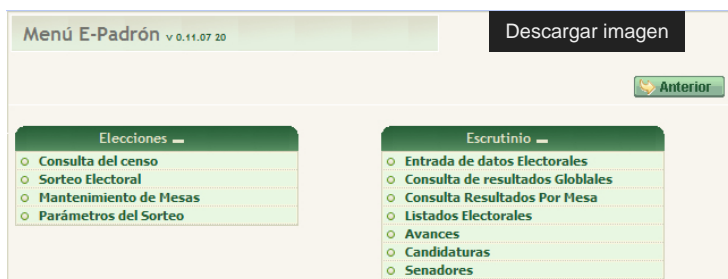 Menú E-Padrón v 0.11.07 20
Descargar imagen
Anterior
Elecciones
Consulta del censo
Sorteo Electoral
Mantenimiento de Mesas
Parámetros del Sorteo
Escrutinio
Entrada de datos Electorales
Consulta de resultados Globlales
Consulta Resultados Por Mesa
Listados Electorales
Avances
Candidaturas
Senadores